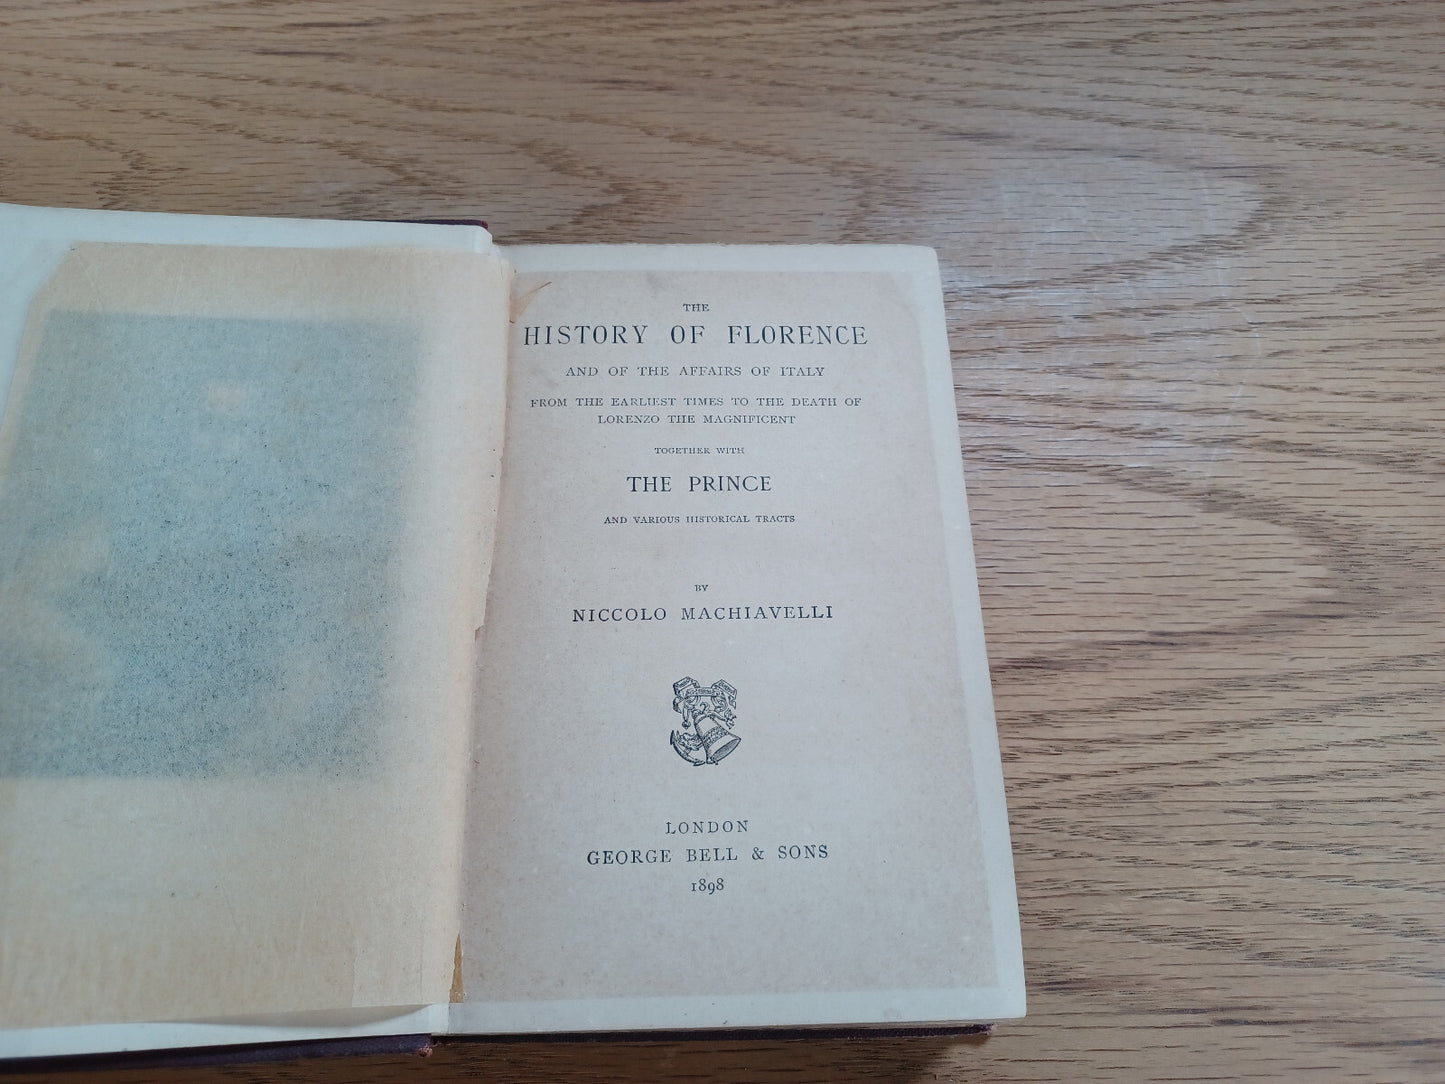 THE
HISTORY OF FLORENCE
AND OF THE AFFAIRS OF ITALY
FROM THE EARLIEST TIMES TO THE DEATH OF
LORENZO THE MAGNIFICENT
TOGETHER WITH
THE PRINCE
AND VARIOUS HISTORICAL TRACTS
BY
NICCOLO MACHIAVELLI
LONDON
GEORGE BELL & SONS
1898